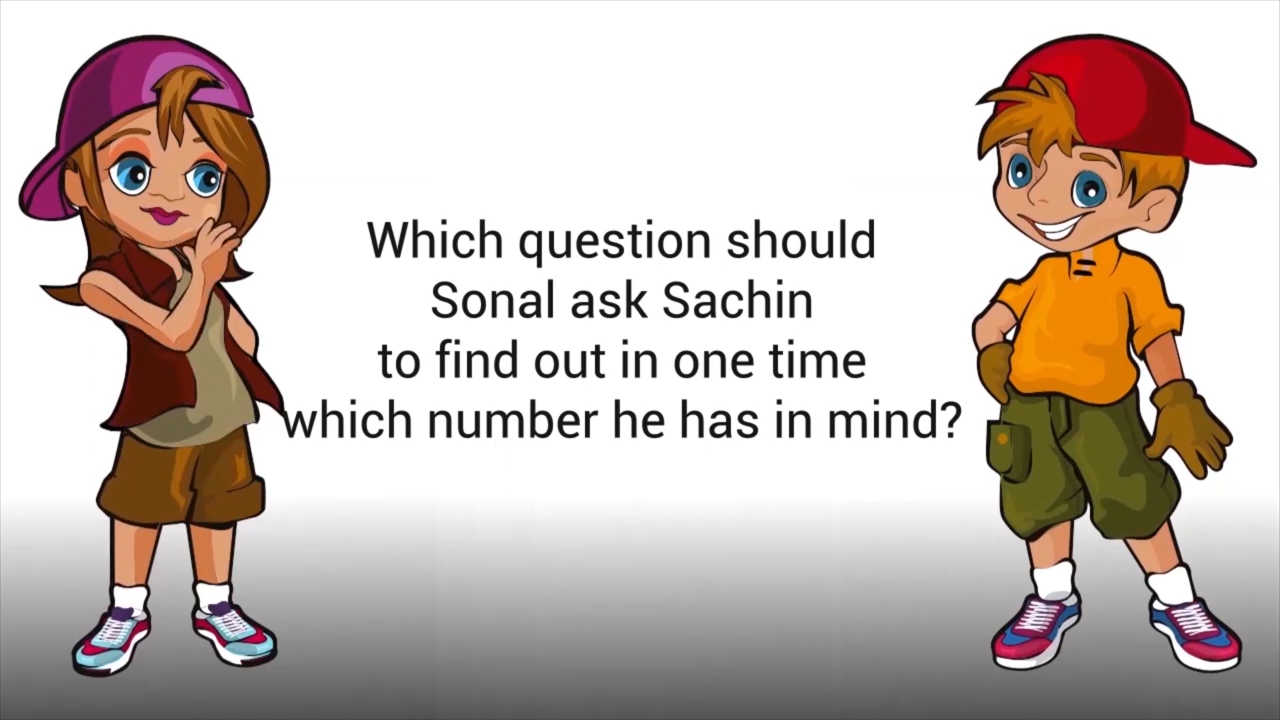 Which question should
Sonal ask Sachin
to find out in one time
which number he has in mind?